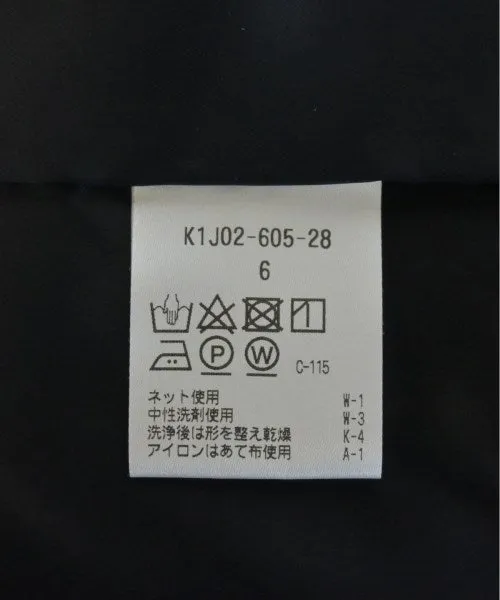 K1J02-605-28
6
P W C-115
ネット使用 W-1
中性洗剤使用 W-3
洗浄後は形を整え乾燥 K-4
アイロンはあて布使用 A-1